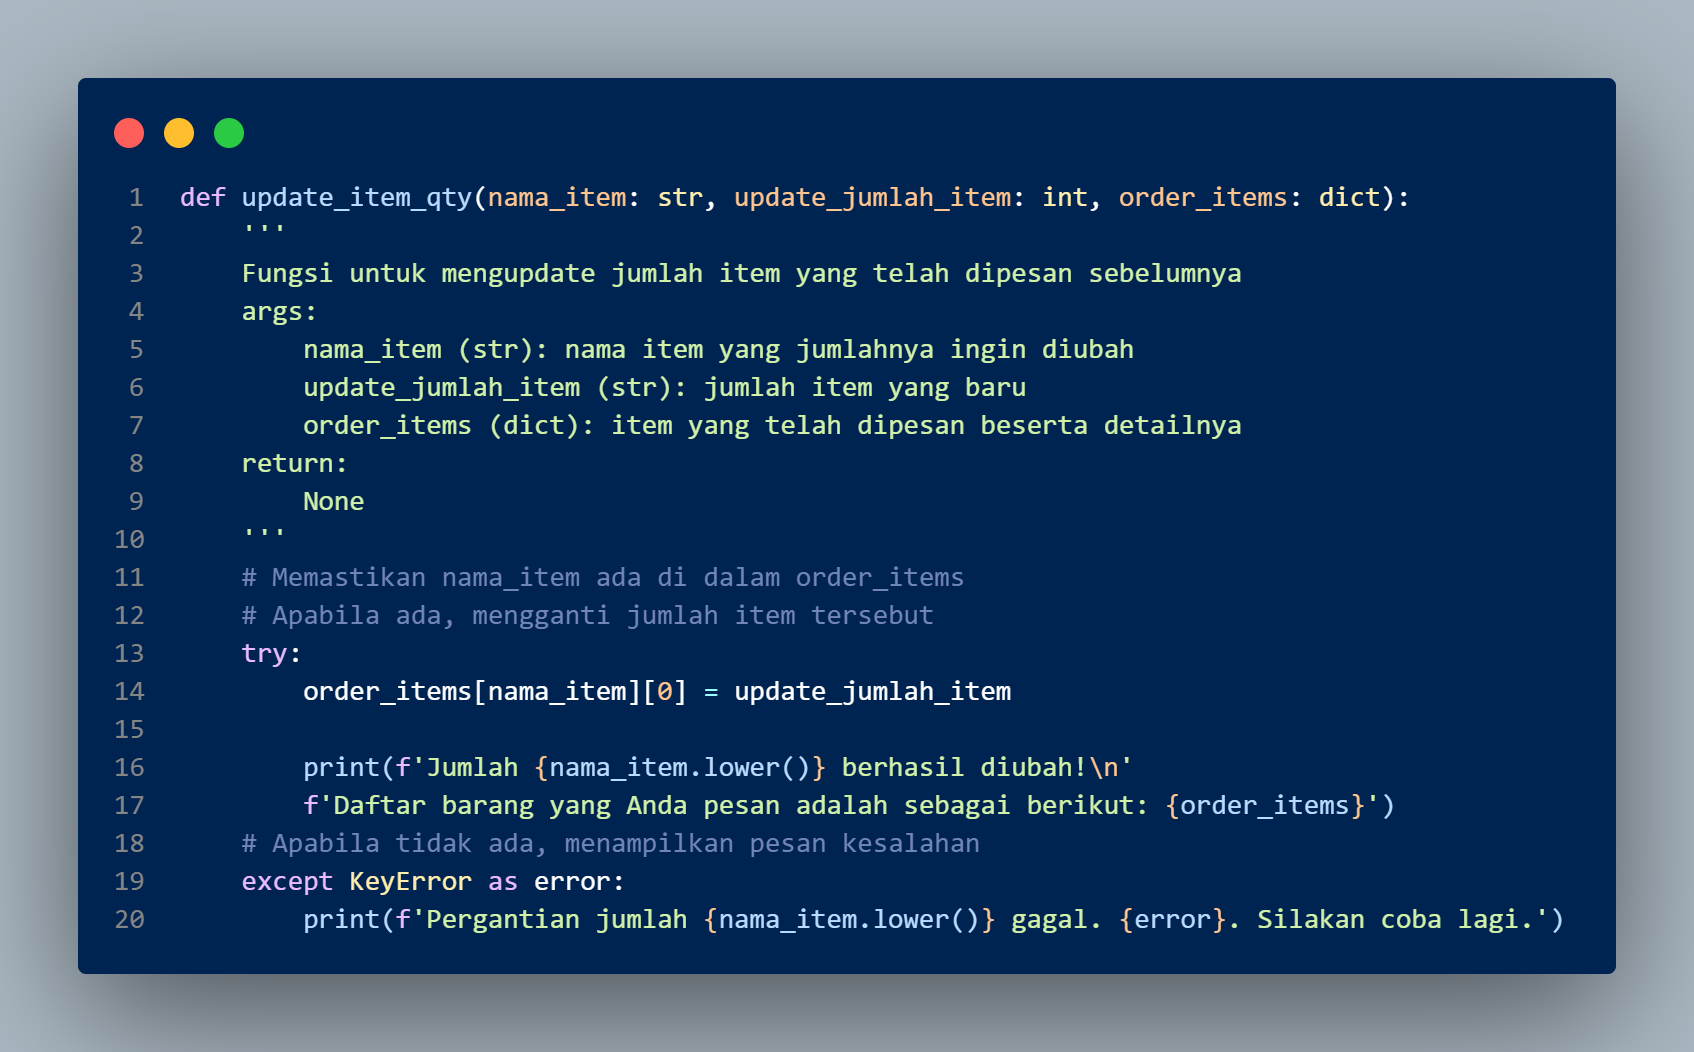 1 def update_item_qty(nama_item: str, update_jumlah_item: int, order_items: dict):
2     '''
3     Fungsi untuk mengupdate jumlah item yang telah dipesan sebelumnya
4     args:
5         nama_item (str): nama item yang jumlahnya ingin diubah
6         update_jumlah_item (str): jumlah item yang baru
7         order_items (dict): item yang telah dipesan beserta detailnya
8     return:
9         None
10     '''
11     # Memastikan nama_item ada di dalam order_items
12     # Apabila ada, mengganti jumlah item tersebut
13     try:
14         order_items[nama_item][0] = update_jumlah_item
15
16         print(f'Jumlah {nama_item.lower()} berhasil diubah!\n'
17         f'Daftar barang yang Anda pesan adalah sebagai berikut: {order_items}')
18     # Apabila tidak ada, menampilkan pesan kesalahan
19     except KeyError as error:
20         print(f'Pergantian jumlah {nama_item.lower()} gagal. {error}. Silakan coba lagi.')